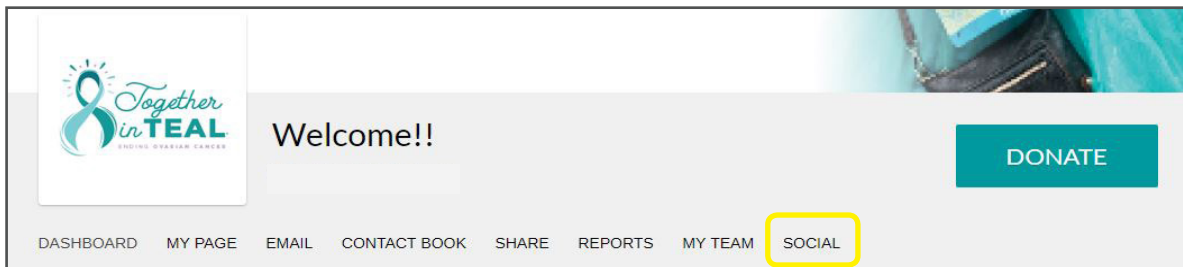 Together
in TEAL
ENDING OVARIAN CANCER
Welcome!!
DONATE
DASHBOARD MY PAGE EMAIL CONTACT BOOK SHARE REPORTS MY TEAM SOCIAL